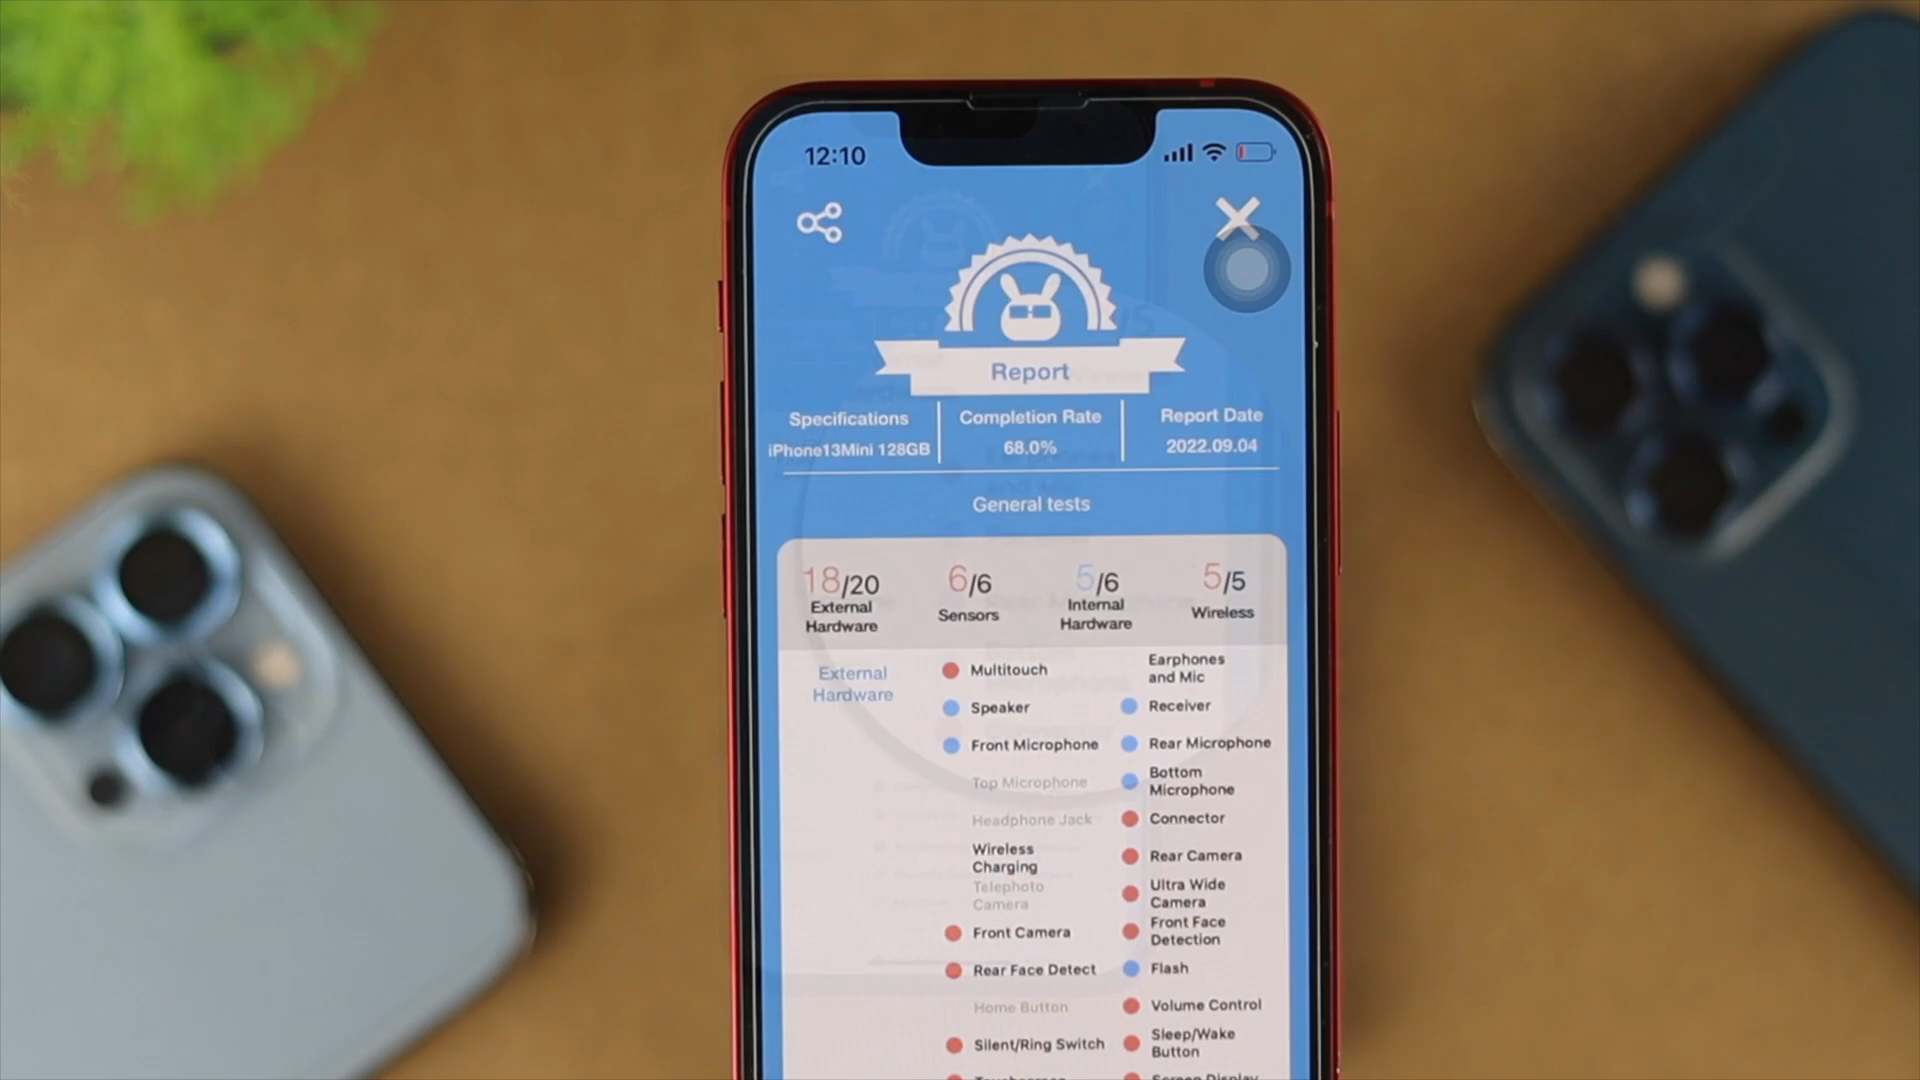 12:10
Report
Specifications
Completion Rate
Report Date
iPhone13Mini 128GB
68.0%
2022.09.04
General tests
18/20
6/6
5/6
5/5
External
Hardware
Sensors
Internal
Hardware
Wireless
External
Hardware
Multitouch
Earphones
and Mic
Speaker
Receiver
Front Microphone
Rear Microphone
Top Microphone
Bottom
Microphone
Headphone Jack
Connector
Wireless
Charging
Rear Camera
Telephoto
Camera
Ultra Wide
Camera
Front Camera
Front Face
Detection
Rear Face Detect
Flash
Home Button
Volume Control
Silent/Ring Switch
Sleep/Wake
Button
Touchscreen
Screen Display